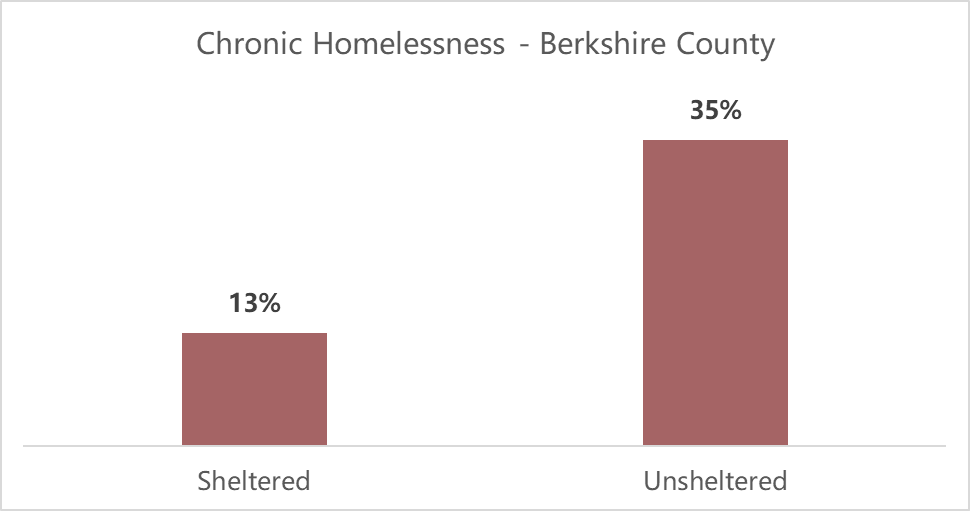 Chronic Homelessness - Berkshire County
35%
13%
Sheltered
Unsheltered